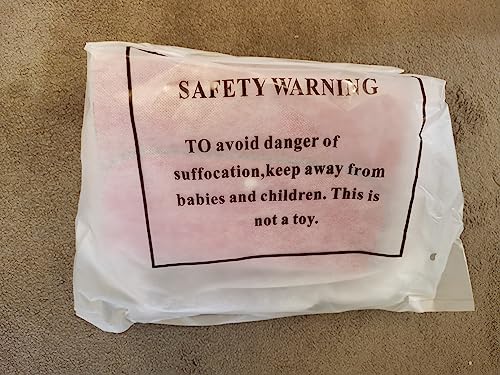 SAFETY WARNING
TO avoid danger of
suffocation,keep away from
babies and children. This is
not a toy.